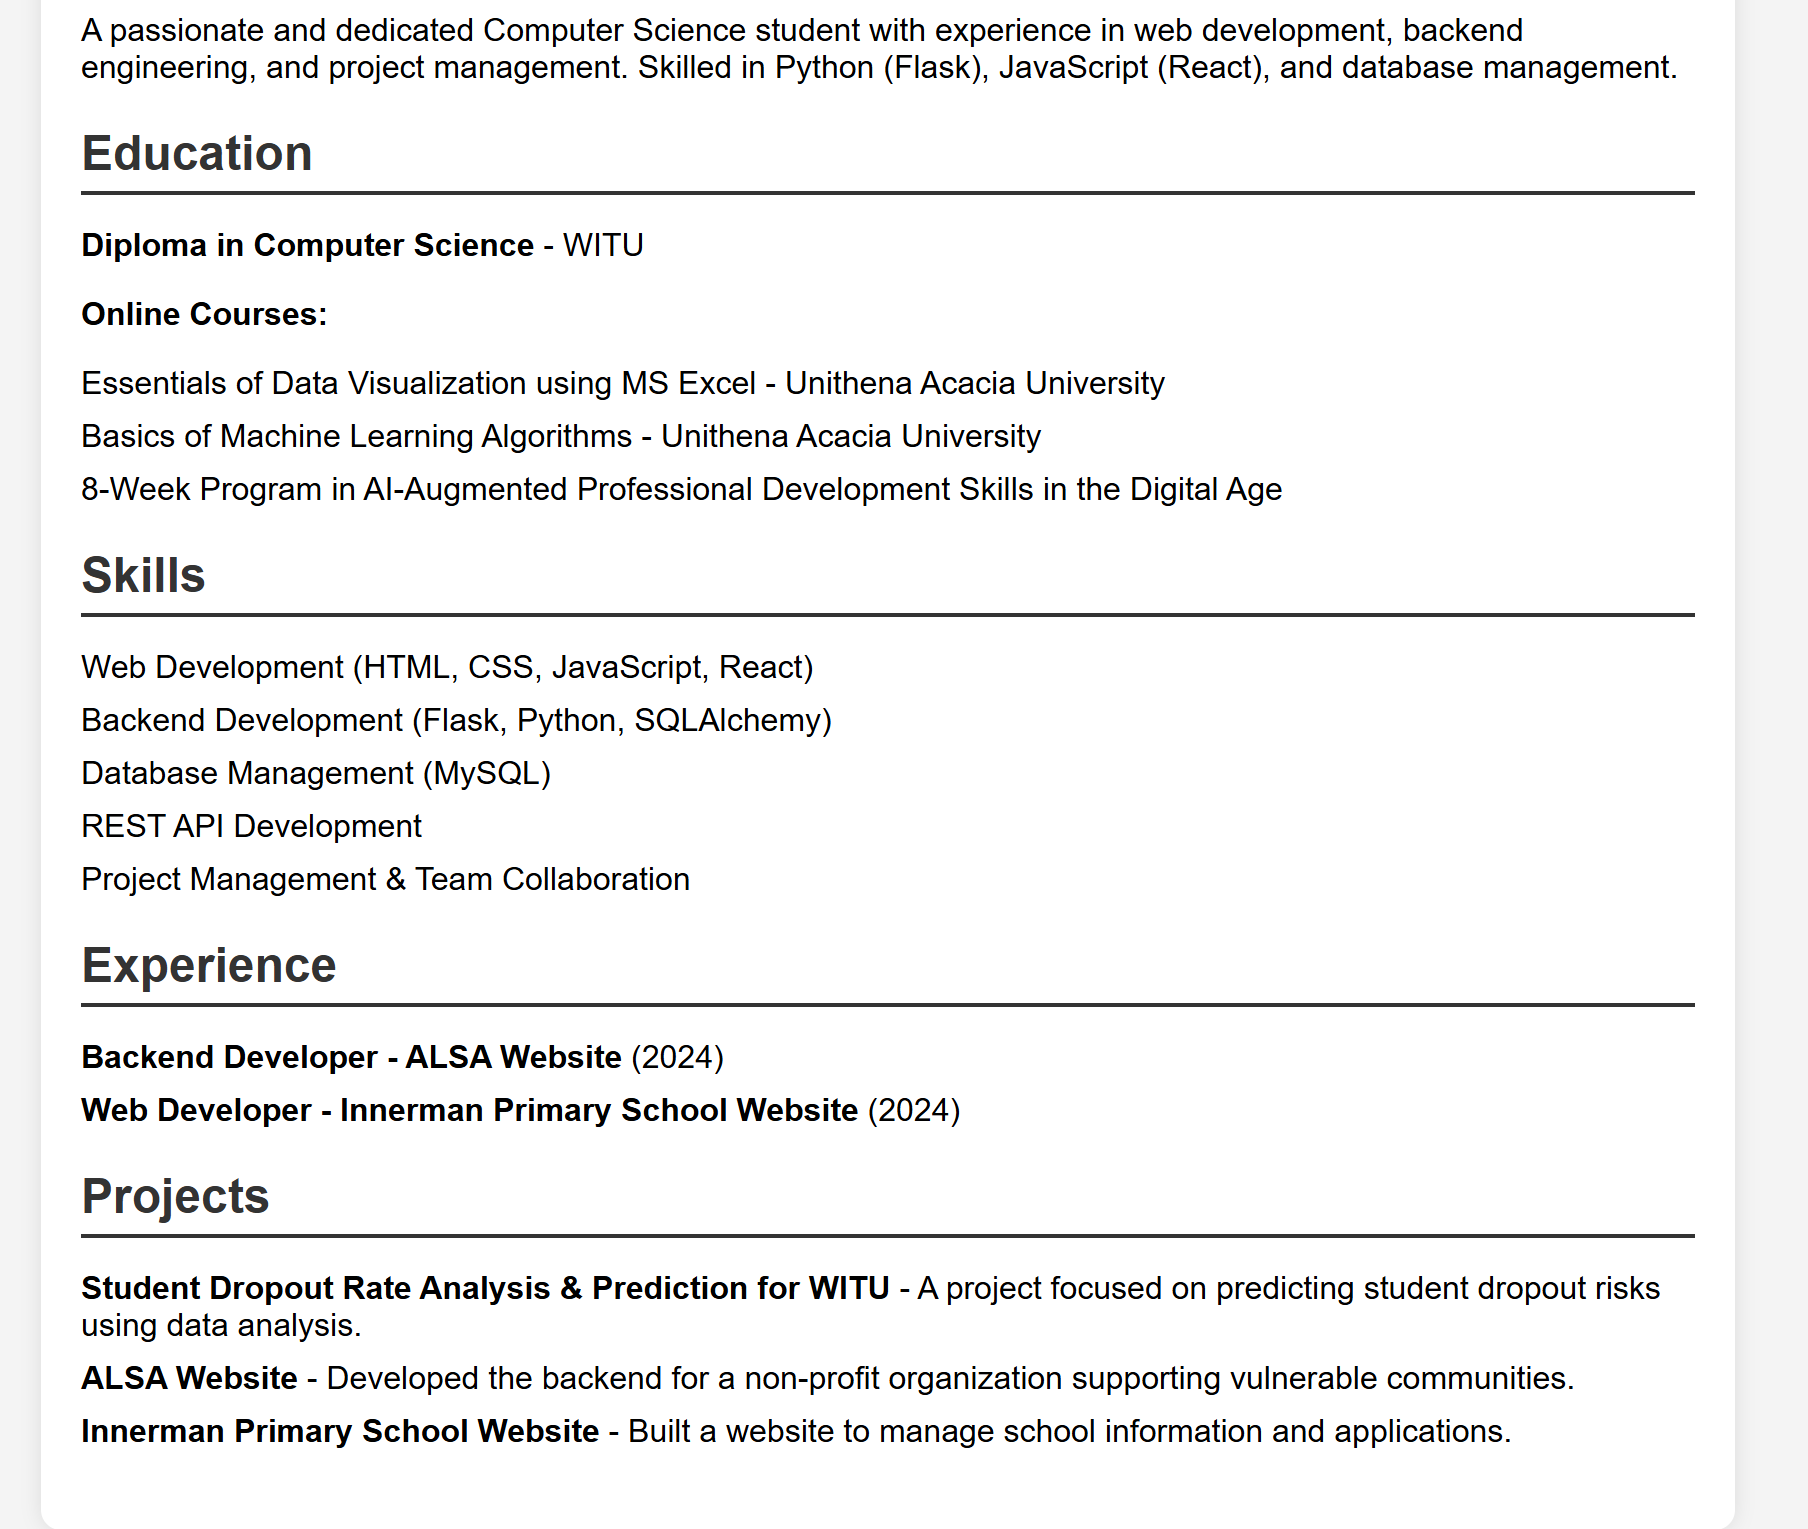 A passionate and dedicated Computer Science student with experience in web development, backend
engineering, and project management. Skilled in Python (Flask), JavaScript (React), and database management.
Education
Diploma in Computer Science - WITU
Online Courses:
Essentials of Data Visualization using MS Excel - Unithena Acacia University
Basics of Machine Learning Algorithms - Unithena Acacia University
8-Week Program in AI-Augmented Professional Development Skills in the Digital Age
Skills
Web Development (HTML, CSS, JavaScript, React)
Backend Development (Flask, Python, SQLAlchemy)
Database Management (MySQL)
REST API Development
Project Management & Team Collaboration
Experience
Backend Developer - ALSA Website (2024)
Web Developer - Innerman Primary School Website (2024)
Projects
Student Dropout Rate Analysis & Prediction for WITU - A project focused on predicting student dropout risks
using data analysis.
ALSA Website - Developed the backend for a non-profit organization supporting vulnerable communities.
Innerman Primary School Website - Built a website to manage school information and applications.